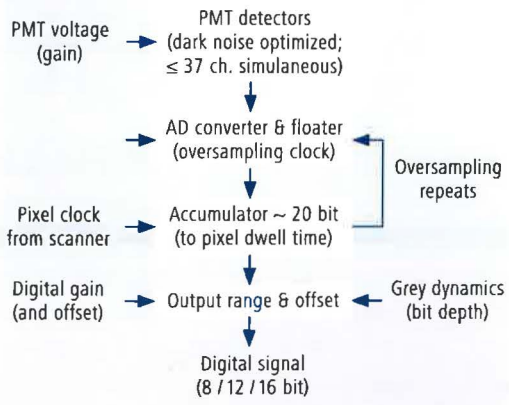 PMT voltage
(gain)
PMT detectors
(dark noise optimized;
≤ 37 ch. simultaneous)
AD converter & floater
(oversampling clock)
Oversampling
repeats
Pixel clock
from scanner
Accumulator ~ 20 bit
(to pixel dwell time)
Digital gain
(and offset)
Output range & offset
Grey dynamics
(bit depth)
Digital signal
(8 / 12 / 16 bit)